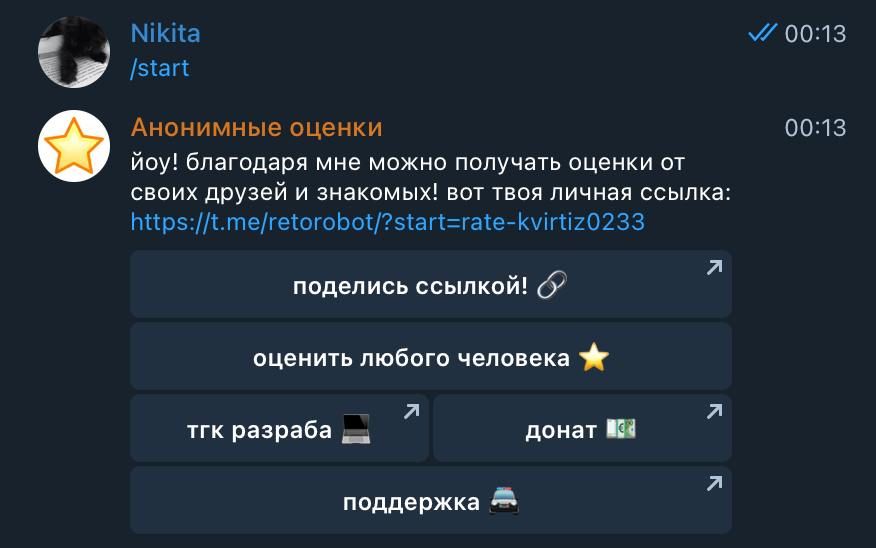 Nikita
00:13
/start
Анонимные оценки
00:13
йоу! благодаря мне можно получать оценки от
своих друзей и знакомых! вот твоя личная ссылка:
https://t.me/retorobot/?start=rate-kvirtiz0233
поделись ссылкой! 🔗
оценить любого человека ⭐
тгк разраба 💻
донат 💶
поддержка 🚔